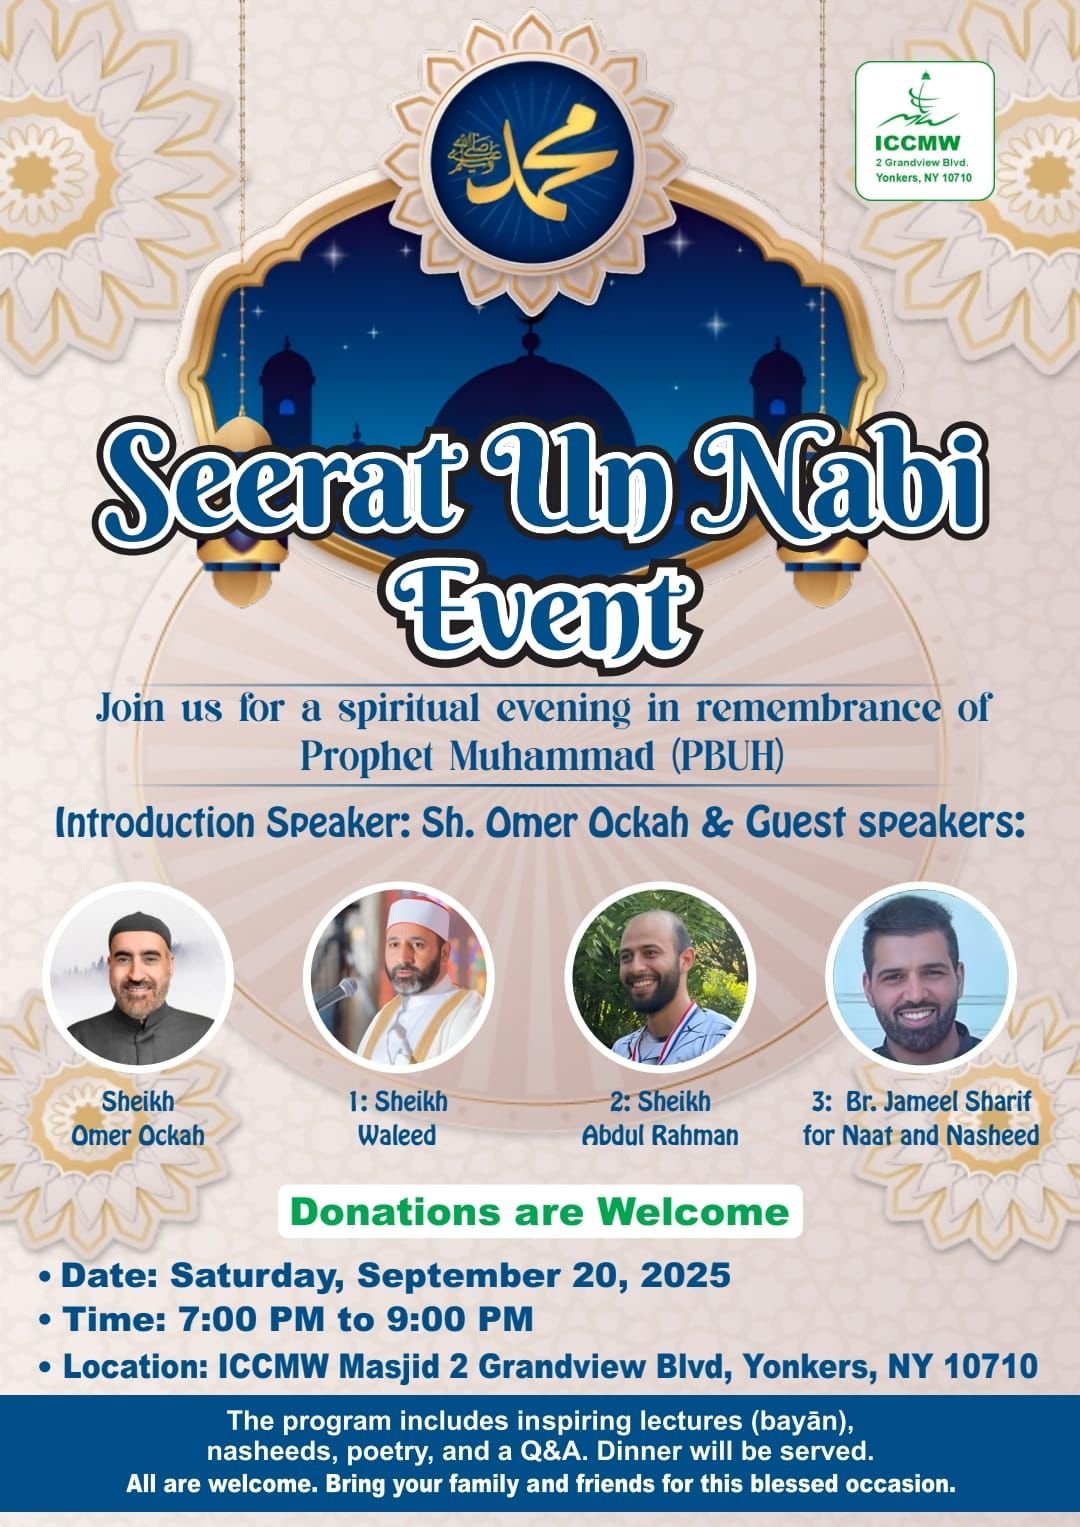 محمد
صلى الله عليه وسلم
ICCMW
2 Grandview Blvd.
Yonkers, NY 10710
Seerat Un Nabi
Event
Join us for a spiritual evening in remembrance of
Prophet Muhammad (PBUH)
Introduction Speaker: Sh. Omer Ockah & Guest speakers:
Sheikh
Omer Ockah
1: Sheikh
Waleed
2: Sheikh
Abdul Rahman
3: Br. Jameel Sharif
for Naat and Nasheed
Donations are Welcome
• Date: Saturday, September 20, 2025
• Time: 7:00 PM to 9:00 PM
• Location: ICCMW Masjid 2 Grandview Blvd, Yonkers, NY 10710
The program includes inspiring lectures (bayān),
nasheeds, poetry, and a Q&A. Dinner will be served.
All are welcome. Bring your family and friends for this blessed occasion.